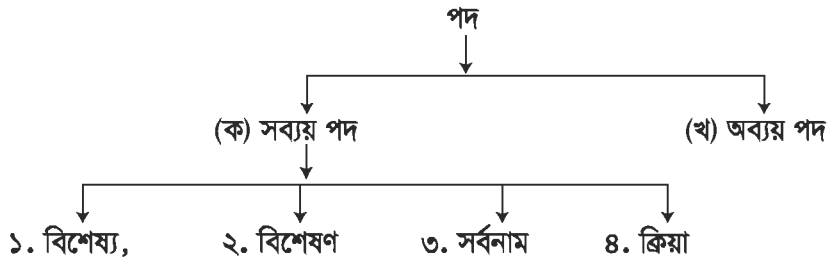 পদ
(ক) সব্যয় পদ (খ) অব্যয় পদ
১. বিশেষ্য, ২. বিশেষণ ৩. সর্বনাম ৪. ক্রিয়া